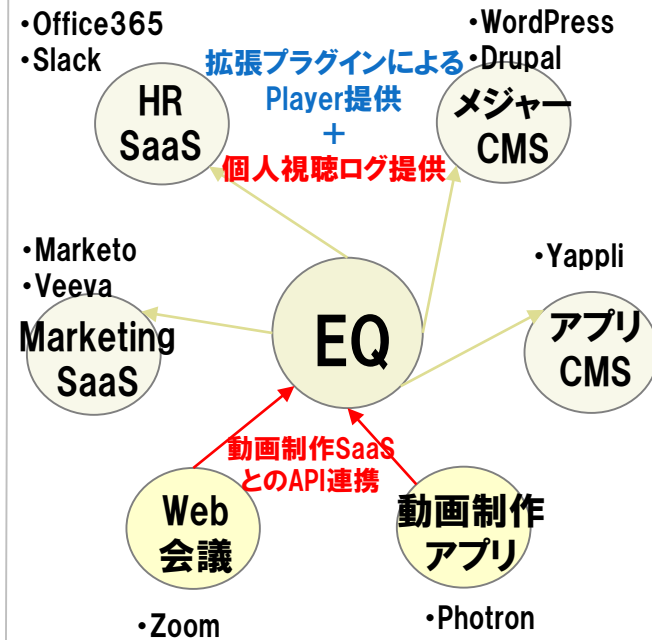 ・Office365
・Slack
HR
SaaS
拡張プラグインによる
Player提供
＋
個人視聴ログ提供
・WordPress
・Drupal
メジャー
CMS
・Marketo
・Veeva
Marketing
SaaS
EQ
・Yappli
アプリ
CMS
動画制作SaaS
とのAPI連携
Web
会議
・Zoom
動画制作
アプリ
・Photron